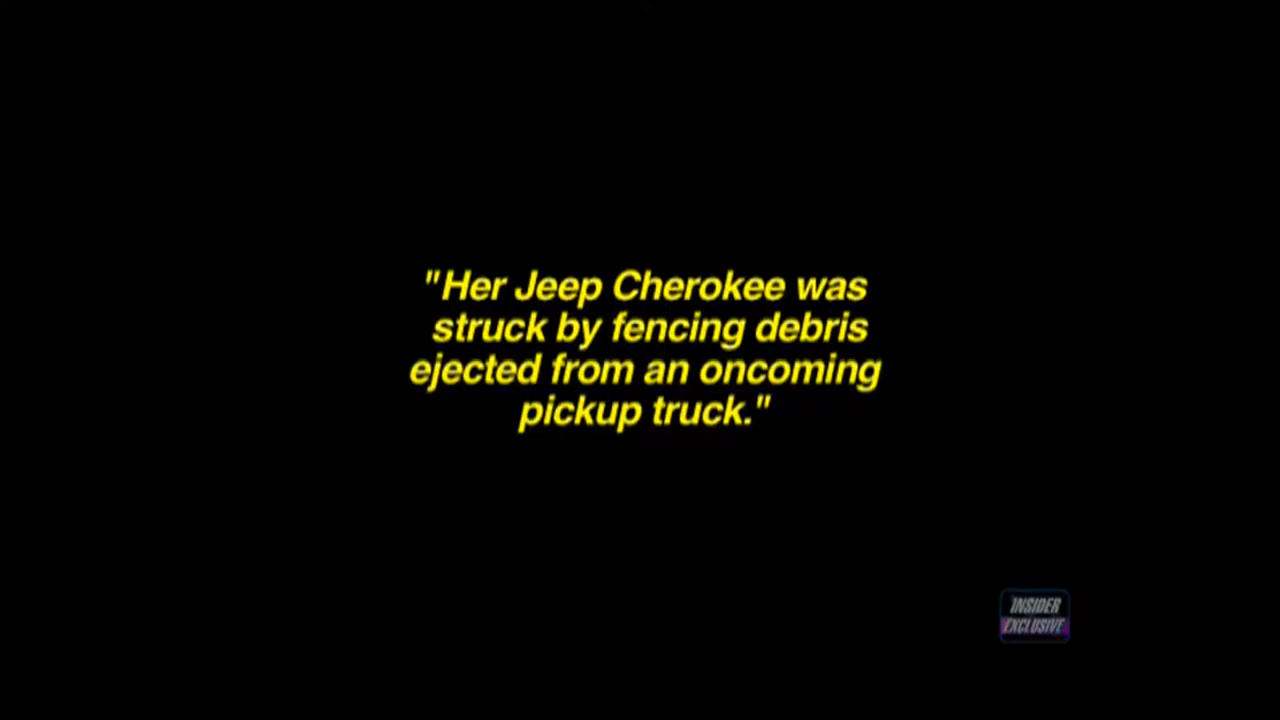 "Her Jeep Cherokee was
struck by fencing debris
ejected from an oncoming
pickup truck."
INSIDER
EXCLUSIVE